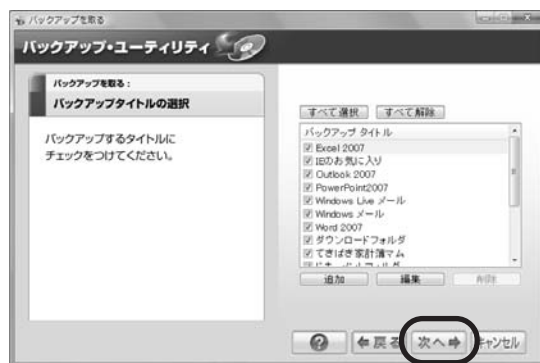 バックアップを取る
バックアップ・ユーティリティ
バックアップを取る：
バックアップタイトルの選択
バックアップするタイトルに
チェックをつけてください。
すべて選択 すべて解除
バックアップ タイトル
Excel 2007
IEのお気に入り
Outlook 2007
PowerPoint2007
Windows Live メール
Windows メール
Word 2007
ダウンロードフォルダ
てきぱき家計簿マム
追加 編集 削除
? 戻る 次へ キャンセル